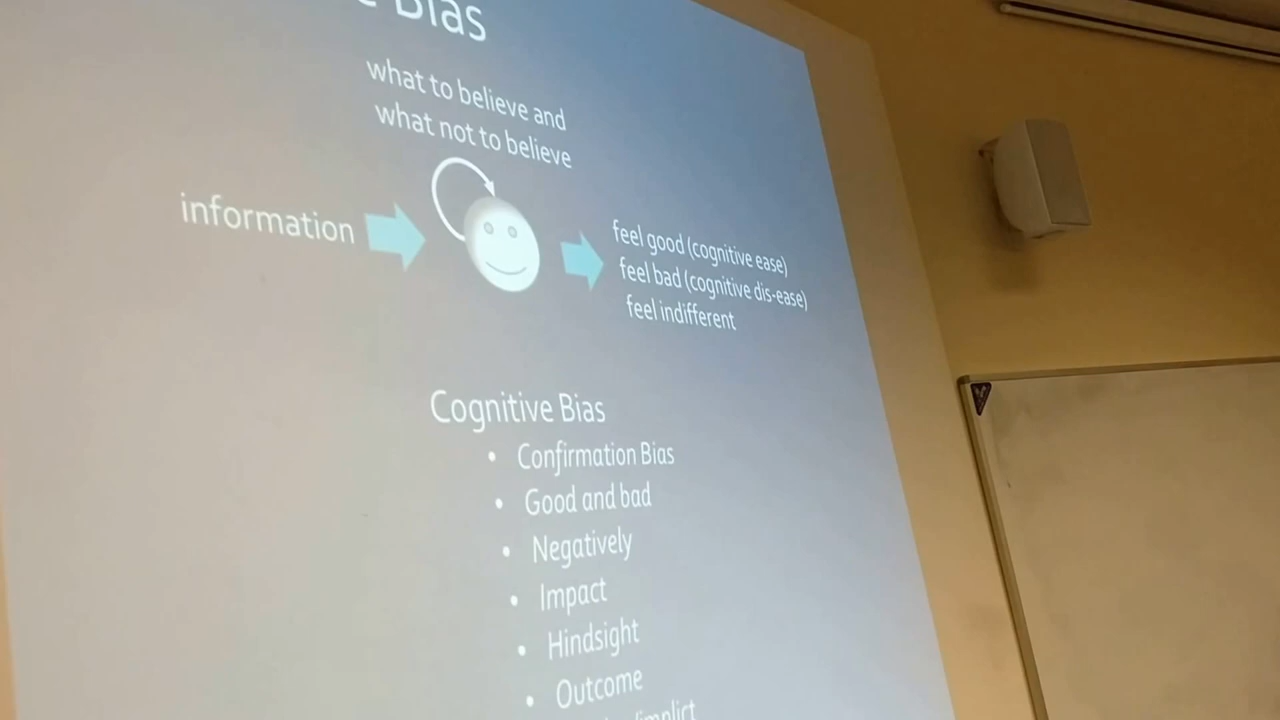 Bias
what to believe and
what not to believe
information
feel good (cognitive ease)
feel bad (cognitive dis-ease)
feel indifferent
Cognitive Bias
• Confirmation Bias
• Good and bad
• Negatively
• Impact
• Hindsight
• Outcome